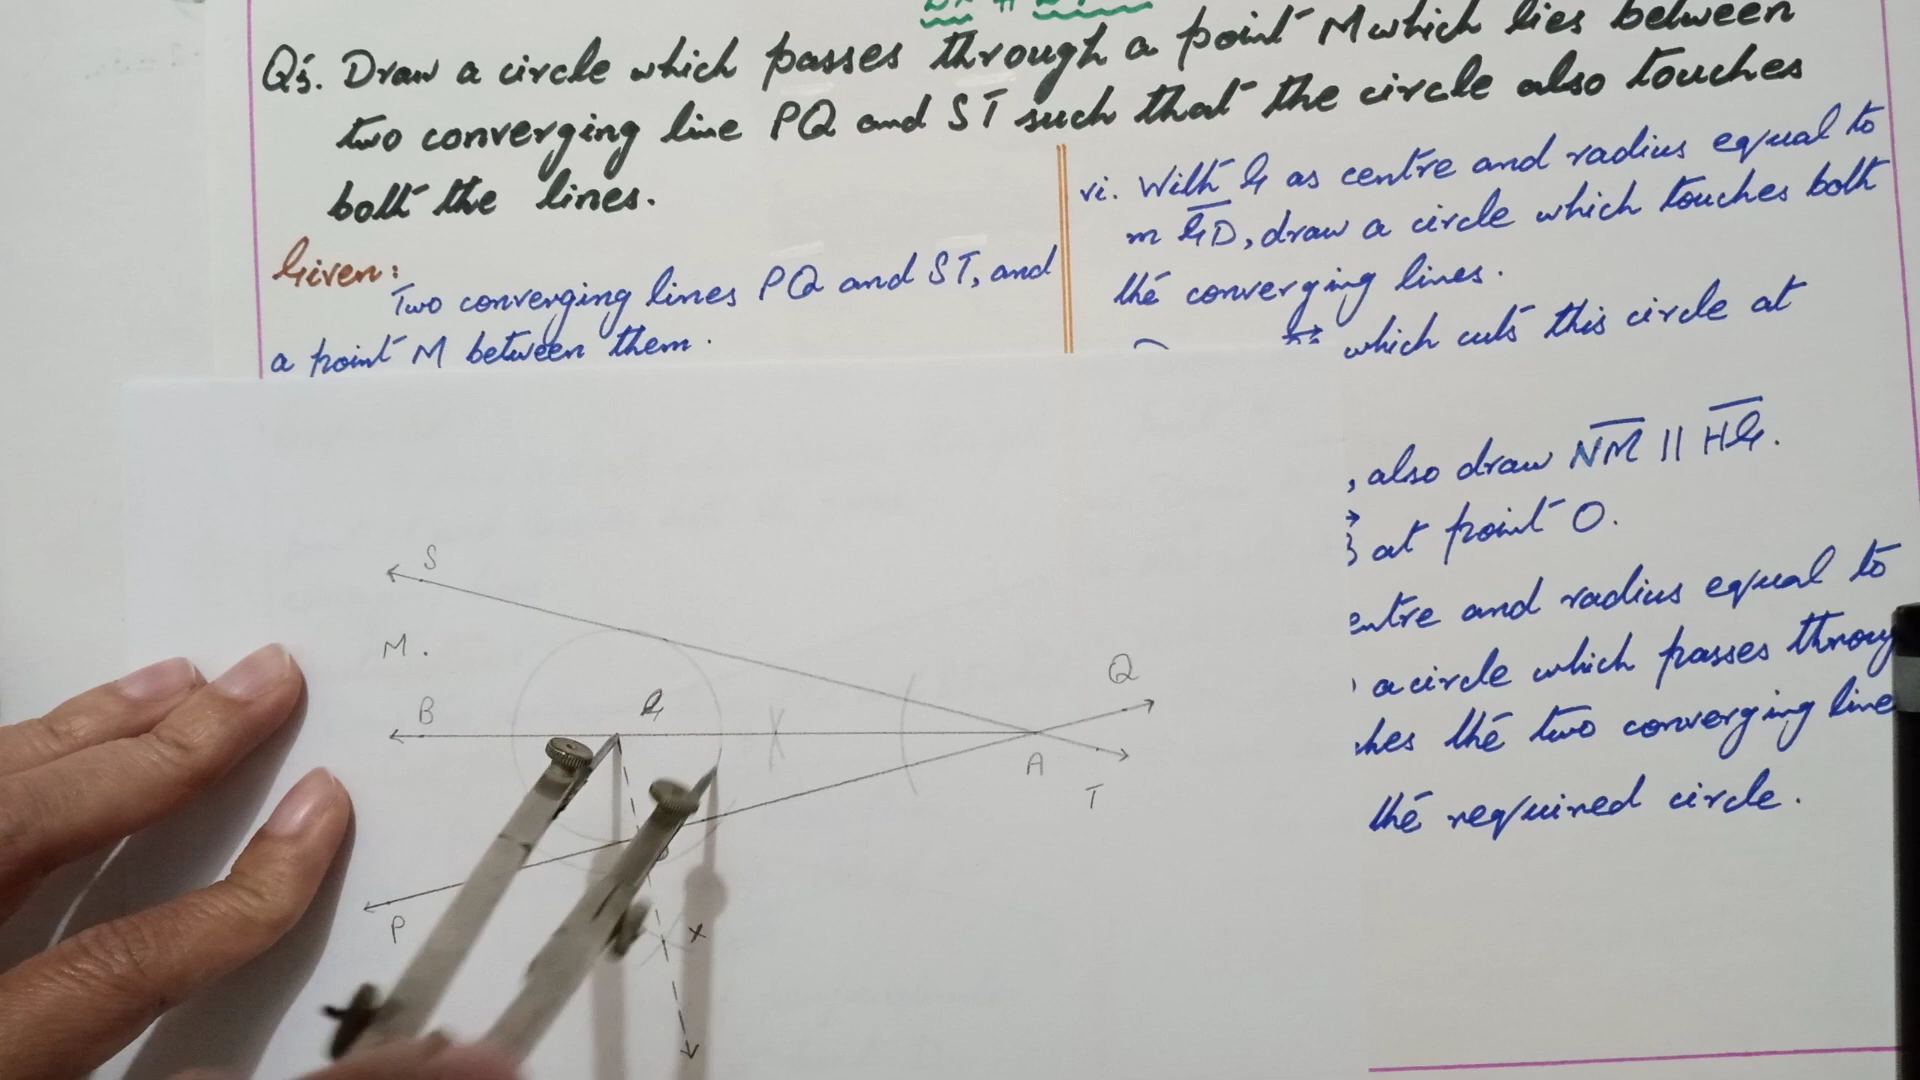 Q5. Draw a circle which passes through a point M which lies between
two converging line PQ and ST such that the circle also touches
both the lines.
Given:
Two converging lines PQ and ST, and
a point M between them.
vi. With G as centre and radius equal to
m GD, draw a circle which touches both
the converging lines.
which cuts this circle at
, also draw NM || HG.
at point O.
entre and radius equal to
a circle which passes throug
hes the two converging line
the required circle.
S
M.
B
G
Q
A
T
P
X